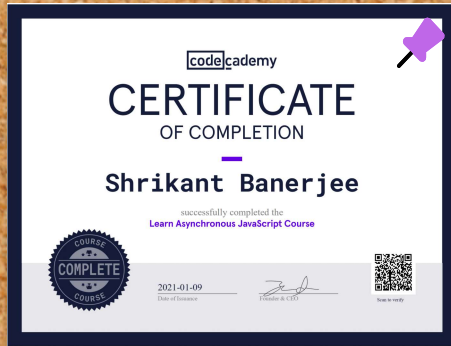 codecademy
CERTIFICATE
OF COMPLETION
Shrikant Banerjee
successfully completed the
Learn Asynchronous JavaScript Course
COURSE
COMPLETE
COURSE
2021-01-09
Date of Issuance
Founder & CEO
Scan to verify